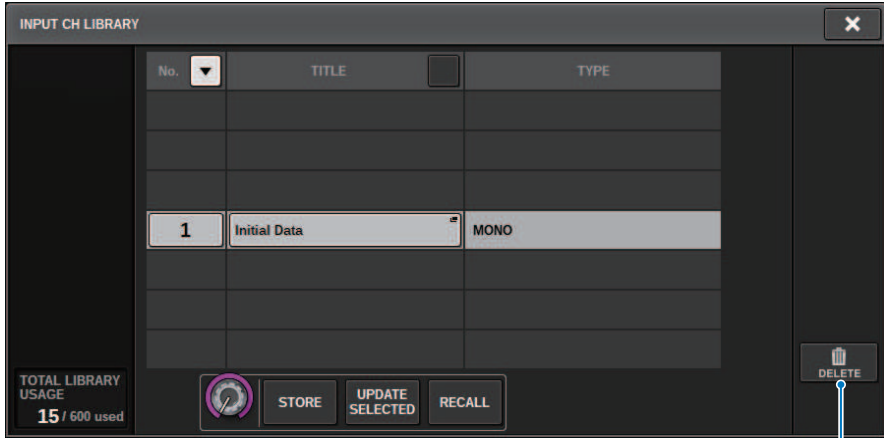 INPUT CH LIBRARY
No. TITLE TYPE
1 Initial Data MONO
DELETE
TOTAL LIBRARY
USAGE
15 / 600 used
STORE
UPDATE
SELECTED
RECALL